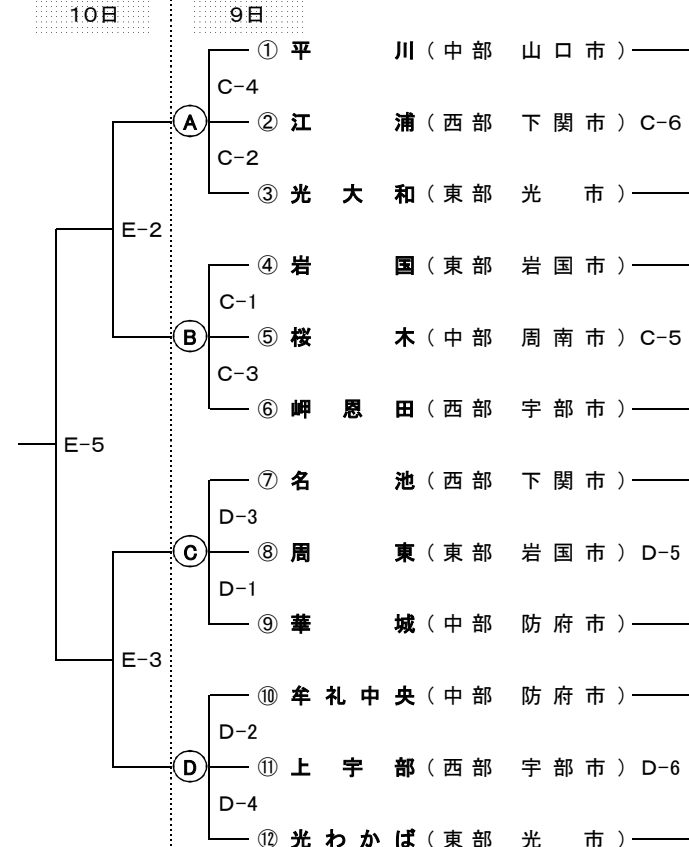 10日 9日
① 平川 (中部 山口市)
C-4
A ② 江浦 (西部 下関市) C-6
C-2
③ 光大和 (東部 光市)
E-2
④ 岩国 (東部 岩国市)
C-1
B ⑤ 桜木 (中部 周南市) C-5
C-3
⑥ 岬恩田 (西部 宇部市)
E-5
⑦ 名池 (西部 下関市)
D-3
C ⑧ 周東 (東部 岩国市) D-5
D-1
⑨ 華城 (中部 防府市)
E-3
⑩ 牟礼中央 (中部 防府市)
D-2
D ⑪ 上宇部 (西部 宇部市) D-6
D-4
⑫ 光わかば (東部 光市)